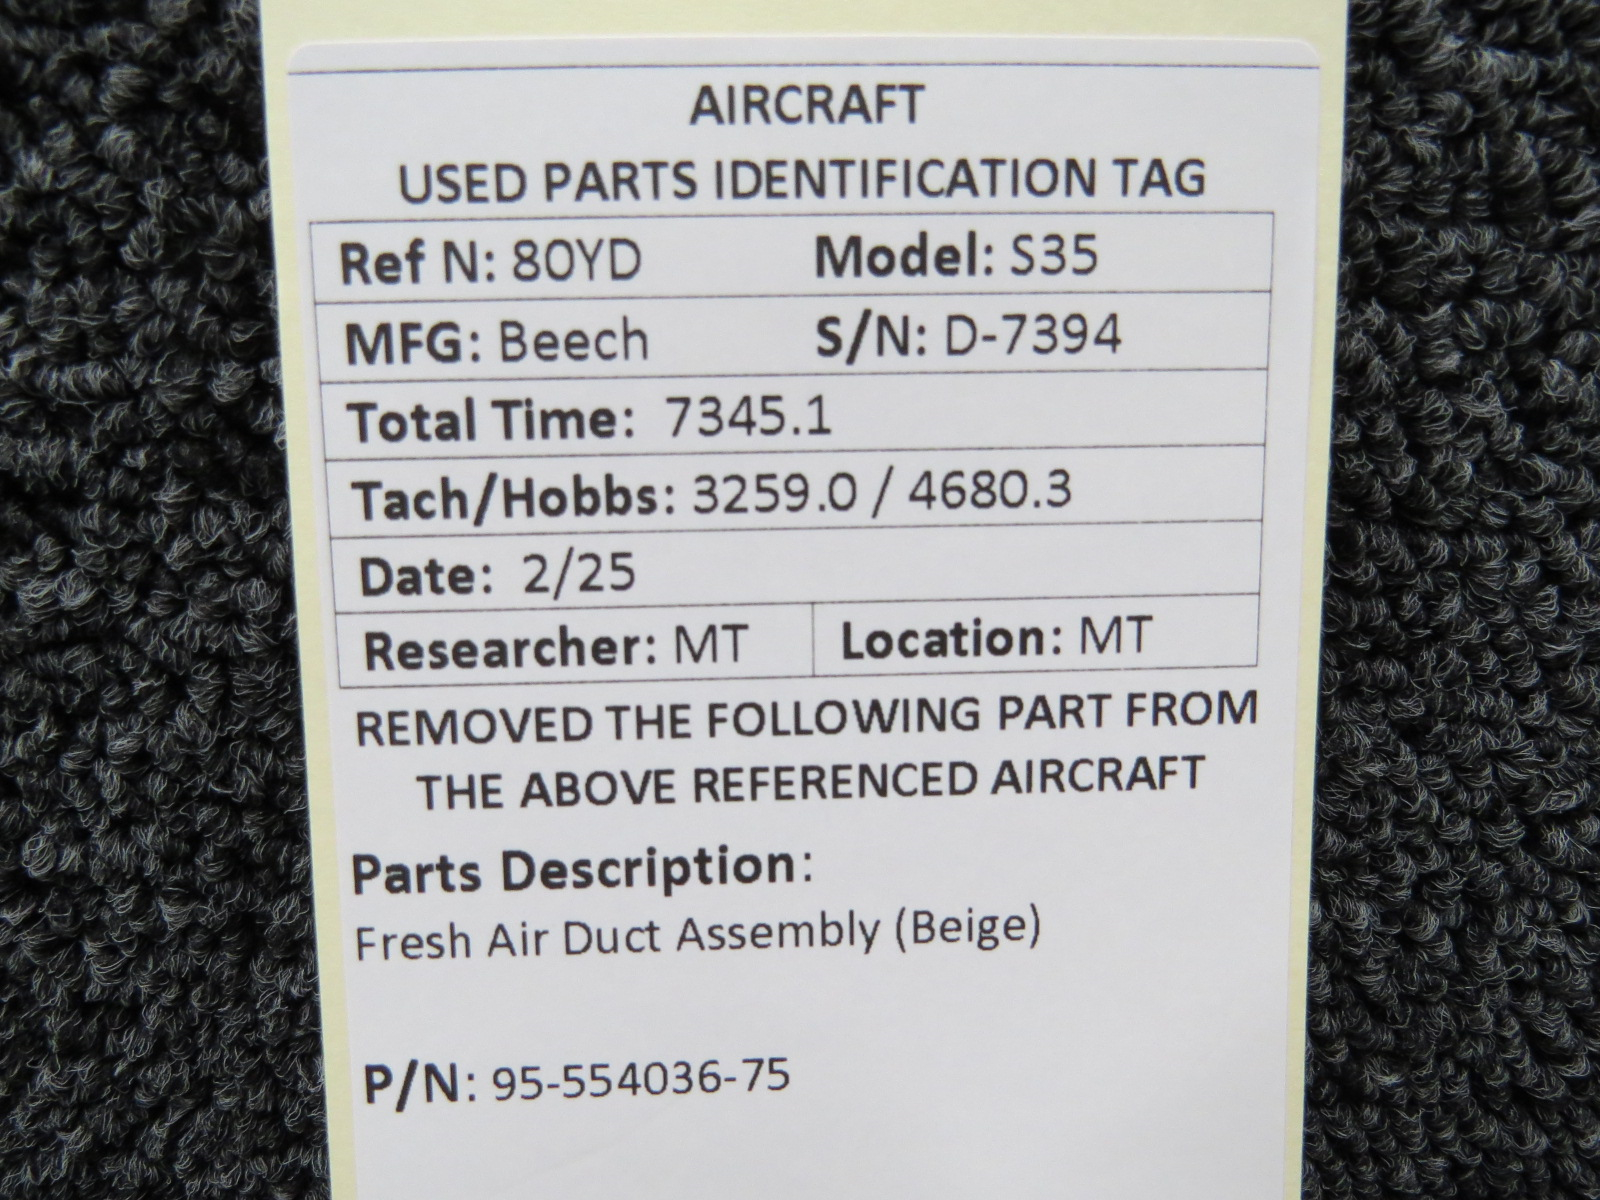 AIRCRAFT
USED PARTS IDENTIFICATION TAG
Ref N: 80YD Model: S35
MFG: Beech S/N: D-7394
Total Time: 7345.1
Tach/Hobbs: 3259.0 / 4680.3
Date: 2/25
Researcher: MT Location: MT
REMOVED THE FOLLOWING PART FROM
THE ABOVE REFERENCED AIRCRAFT
Parts Description:
Fresh Air Duct Assembly (Beige)
P/N: 95-554036-75